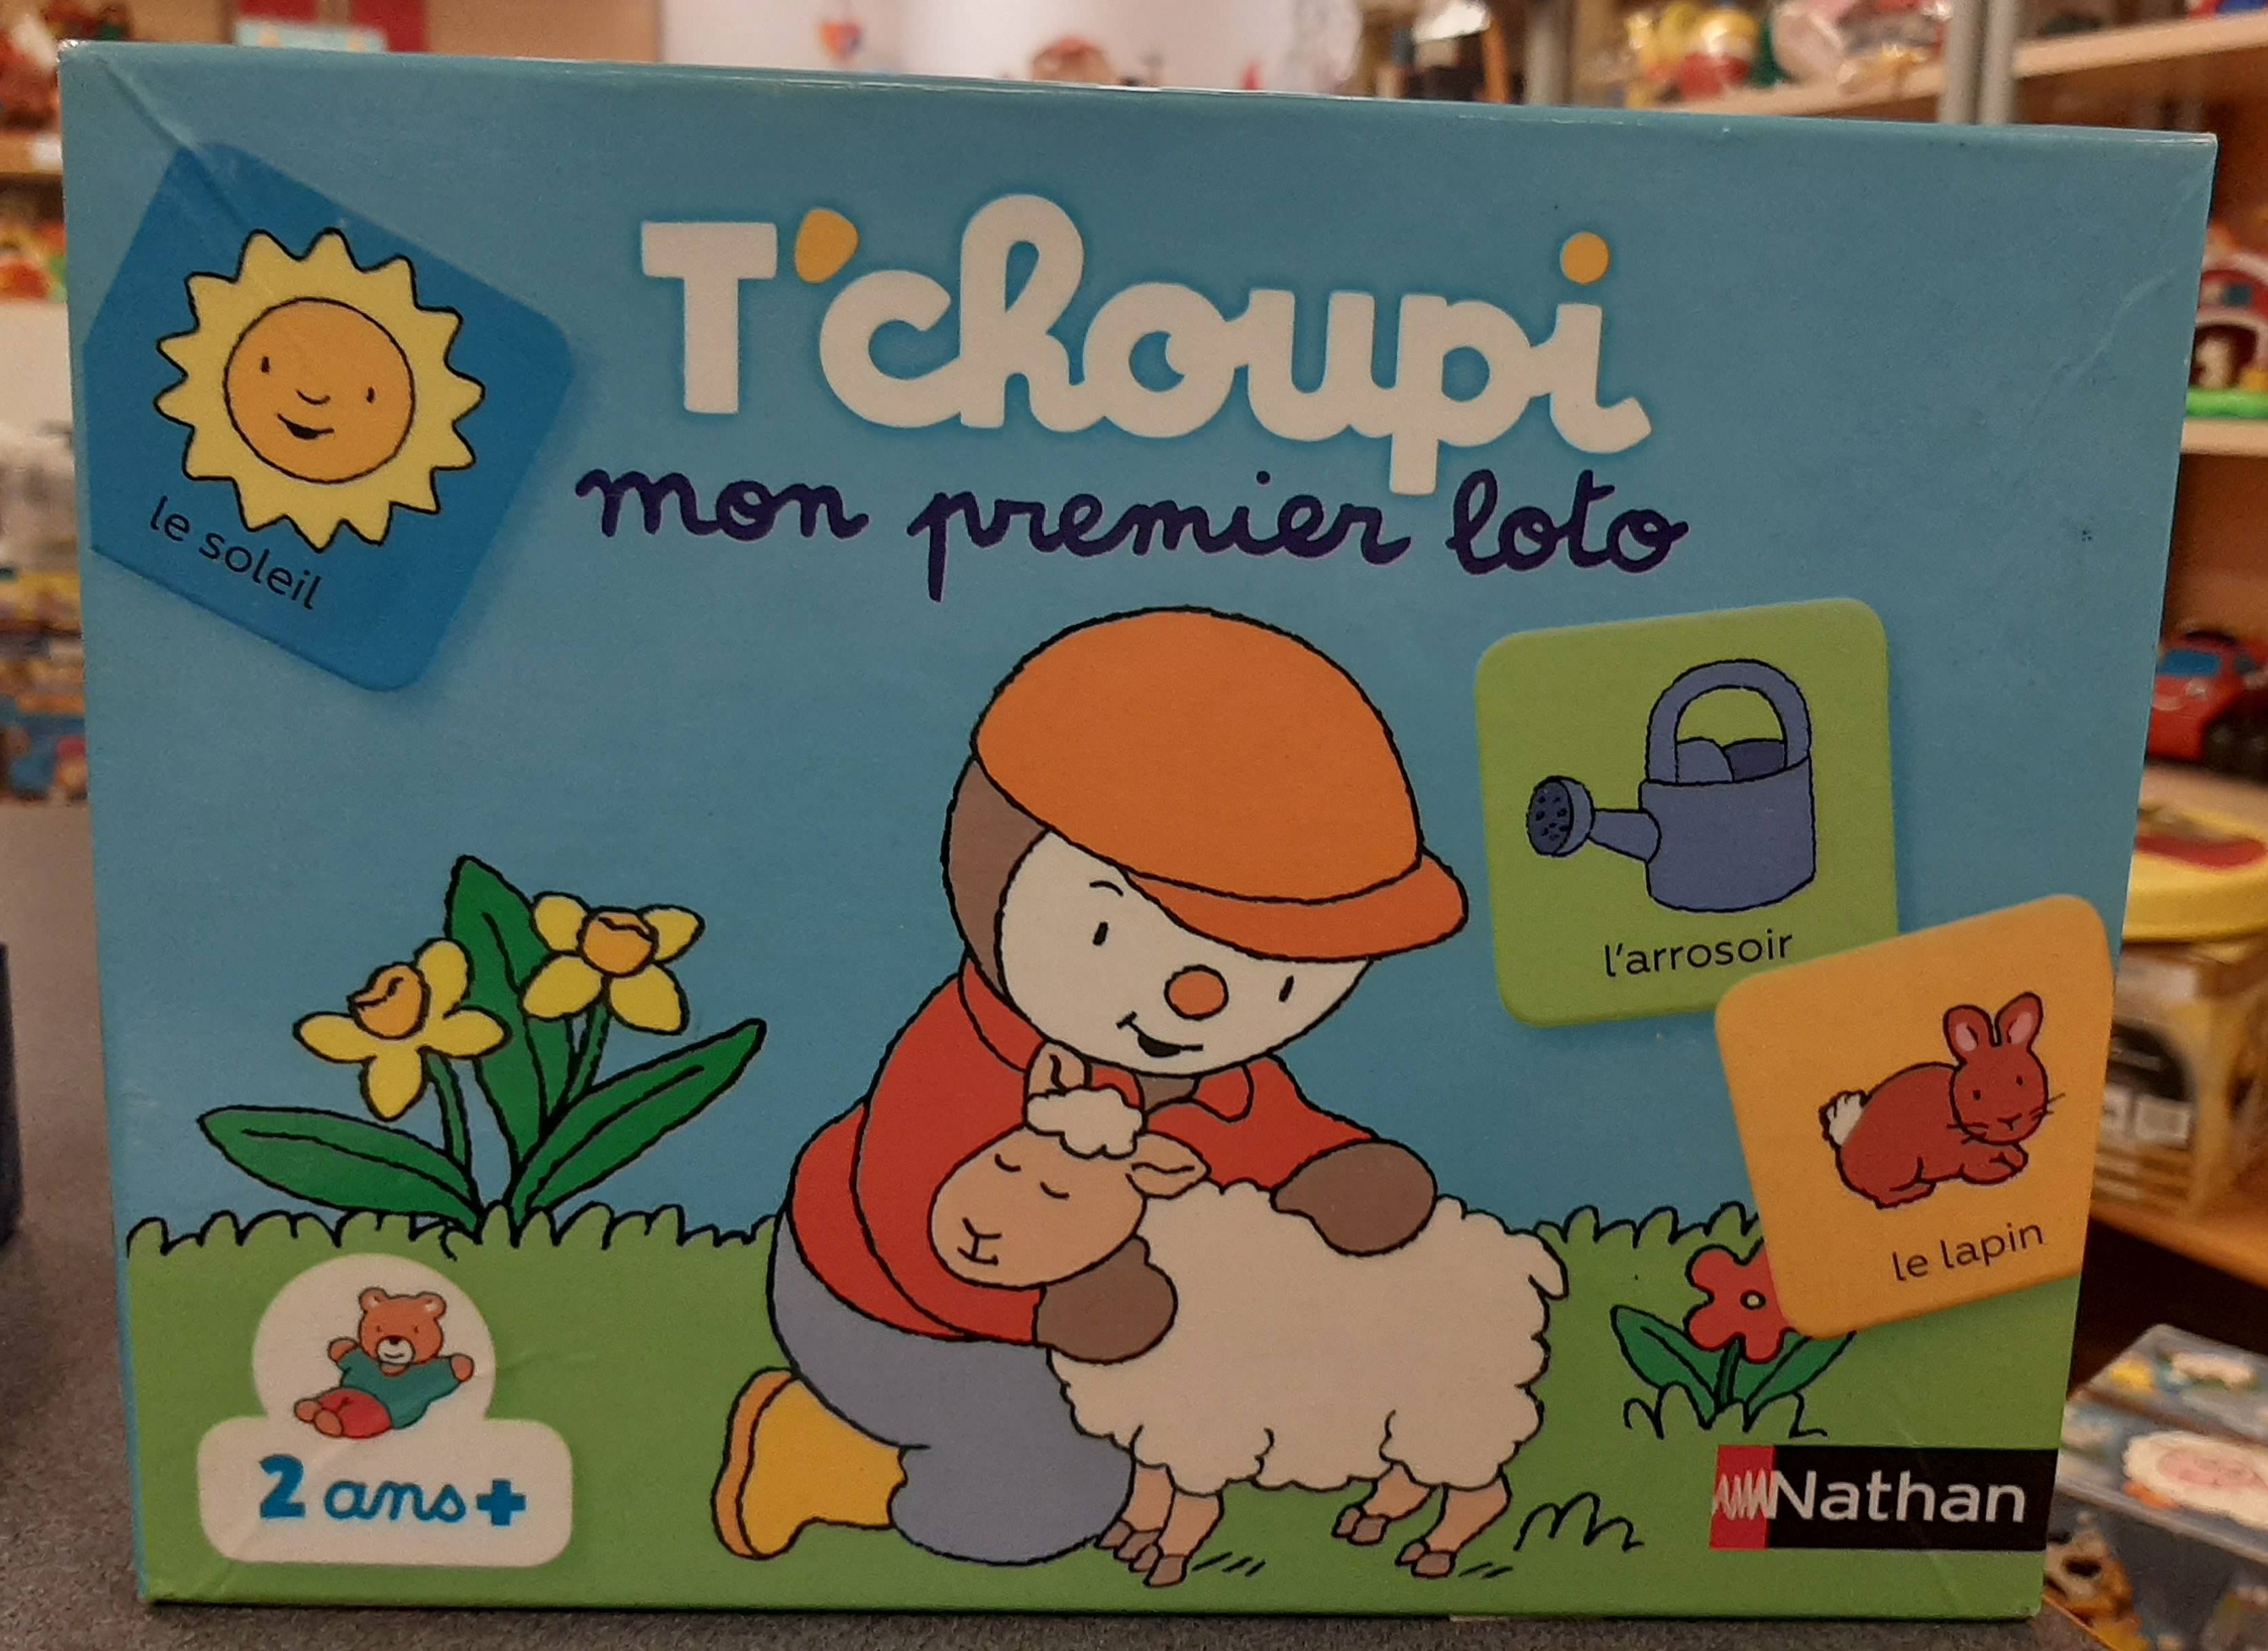 T'choupi
mon premier loto
le soleil
l'arrosoir
le lapin
2 ans+
Nathan